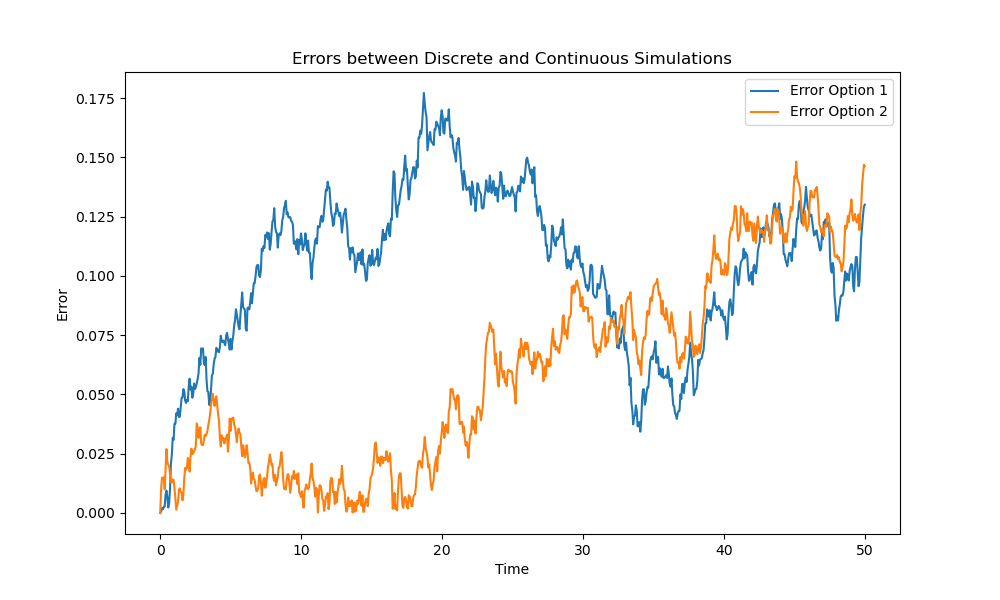 Errors between Discrete and Continuous Simulations
Error Option 1
Error Option 2
0.175
0.150
0.125
0.100
0.075
0.050
0.025
0.000
Error
0 10 20 30 40 50
Time